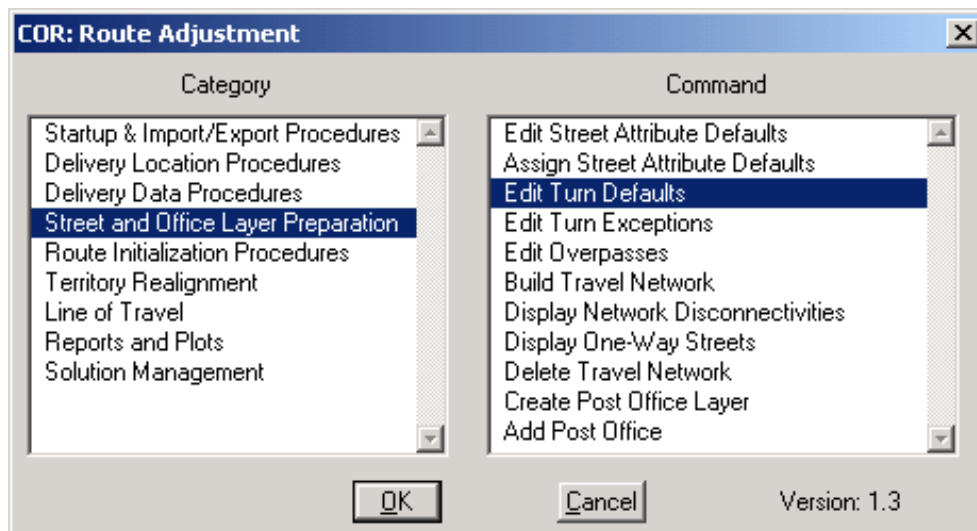 COR: Route Adjustment
Category
Command
Startup & Import/Export Procedures
Delivery Location Procedures
Delivery Data Procedures
Street and Office Layer Preparation
Route Initialization Procedures
Territory Realignment
Line of Travel
Reports and Plots
Solution Management
Edit Street Attribute Defaults
Assign Street Attribute Defaults
Edit Turn Defaults
Edit Turn Exceptions
Edit Overpasses
Build Travel Network
Display Network Disconnectivities
Display One-Way Streets
Delete Travel Network
Create Post Office Layer
Add Post Office
OK
Cancel
Version: 1.3